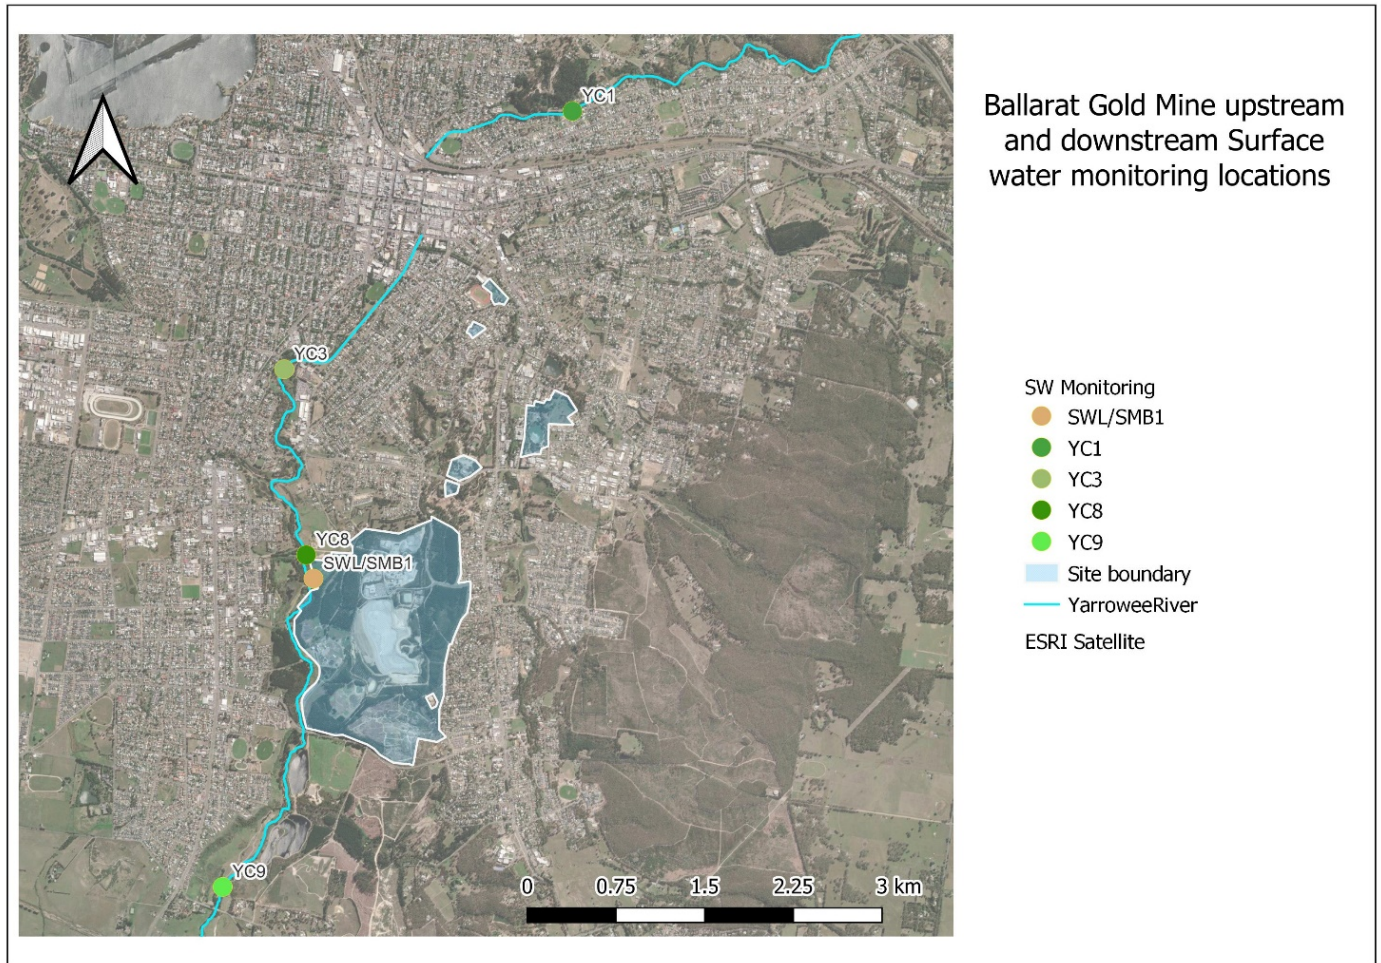 Ballarat Gold Mine upstream
and downstream Surface
water monitoring locations
YC1
YC3
YC8
SWL/SMB1
YC9
0 0.75 1.5 2.25 3 km
SW Monitoring
SWL/SMB1
YC1
YC3
YC8
YC9
Site boundary
YarroweeRiver
ESRI Satellite